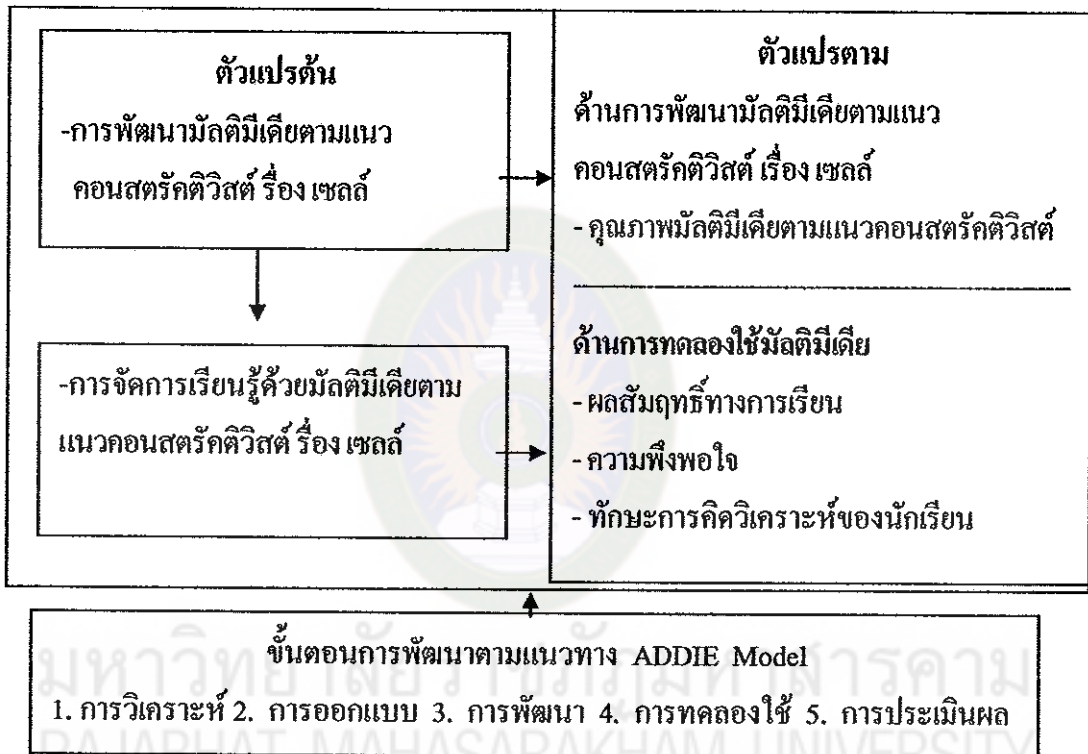 ตัวแปรต้น
-การพัฒนามัลติมีเดียตามแนว
คอนสตรัคติวิสต์ รื่อง เซลล์
-การจัดการเรียนรู้ด้วยมัลติมีเดียตาม
แนวคอนสตรัคติวิสต์ รื่อง เซลล์
ตัวแปรตาม
ด้านการพัฒนามัลติมีเดียตามแนว
คอนสตรัคติวิสต์ เรื่อง เซลล์
- คุณภาพมัลติมีเดียตามแนวคอนสตรัคติวิสต์
ด้านการทดลองใช้มัลติมีเดีย
- ผลสัมฤทธิ์ทางการเรียน
- ความพึงพอใจ
- ทักษะการคิดวิเคราะห์ของนักเรียน
ขั้นตอนการพัฒนาตามแนวทาง ADDIE Model
1. การวิเคราะห์ 2. การออกแบบ 3. การพัฒนา 4. การทดลองใช้ 5. การประเมินผล
มหาวิทยาลัยราชภัฏมหาสารคาม
RAJABHAT MAHASARAKHAM UNIVERSITY